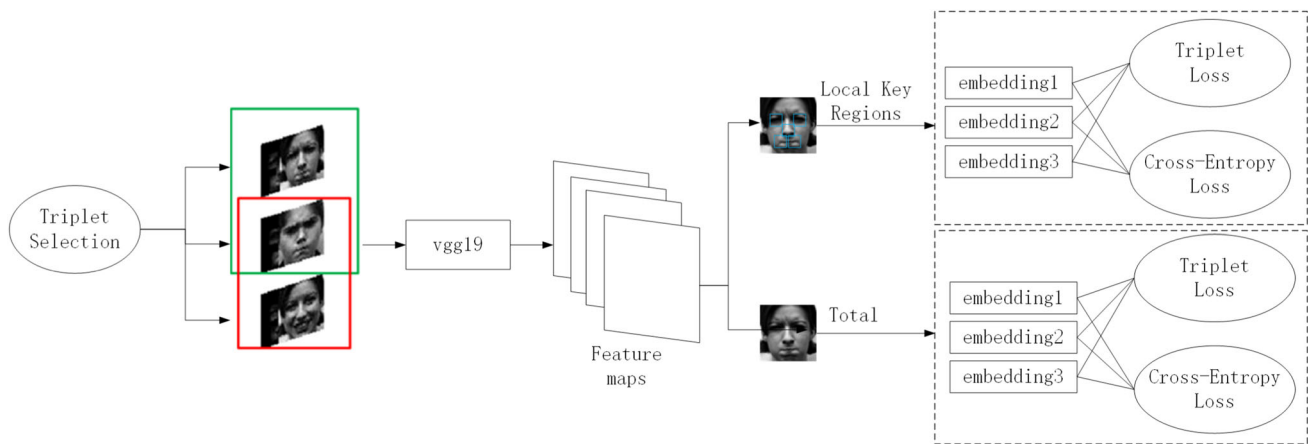 Triplet
Selection
vgg19
Feature
maps
Local Key
Regions
embedding1
embedding2
embedding3
Triplet
Loss
Cross-Entropy
Loss
Total
embedding1
embedding2
embedding3
Triplet
Loss
Cross-Entropy
Loss